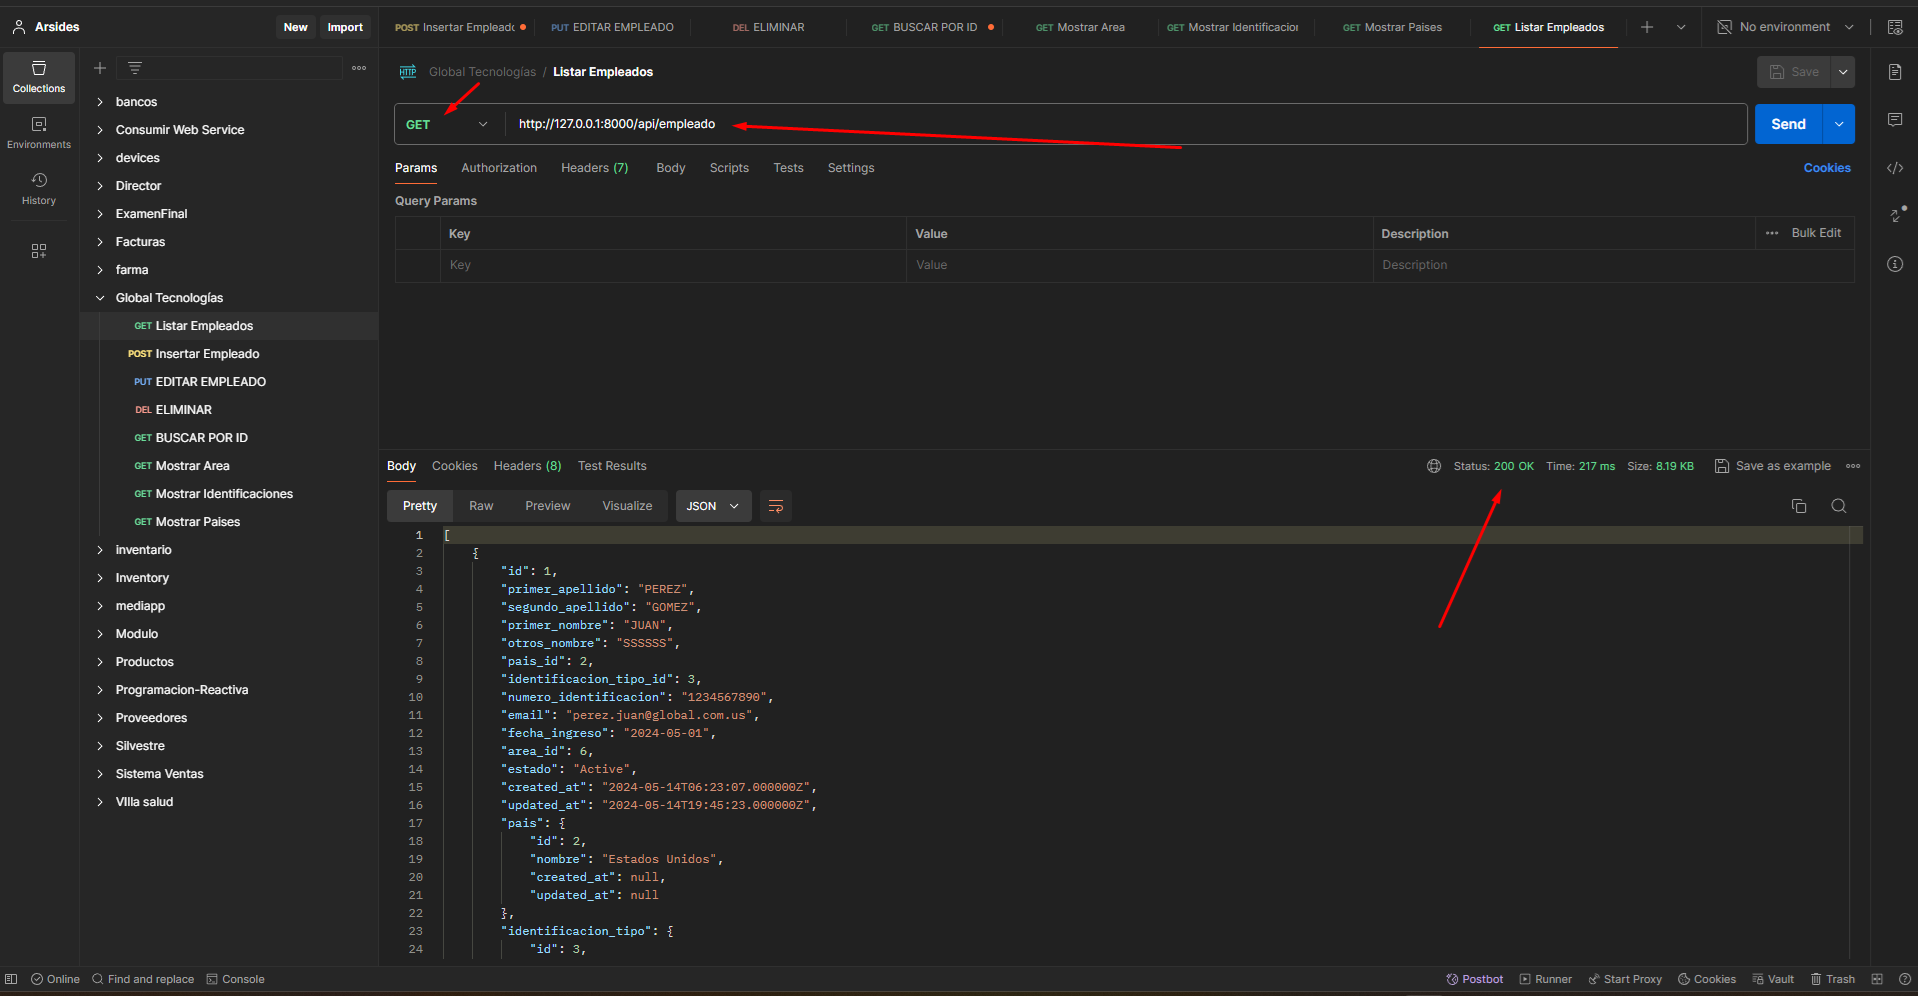 Arsides
New
Import
POST Insertar Empleado
PUT EDITAR EMPLEADO
DEL ELIMINAR
GET BUSCAR POR ID
GET Mostrar Area
GET Mostrar Identificacion
GET Mostrar Paises
GET Listar Empleados
No environment
Collections
Environments
History
bancos
Consumir Web Service
devices
Director
ExamenFinal
Facturas
farma
Global Tecnologías
GET Listar Empleados
POST Insertar Empleado
PUT EDITAR EMPLEADO
DEL ELIMINAR
GET BUSCAR POR ID
GET Mostrar Area
GET Mostrar Identificaciones
GET Mostrar Paises
inventario
Inventory
mediapp
Modulo
Productos
Programacion-Reactiva
Proveedores
Silvestre
Sistema Ventas
VIlla salud
HTTP Global Tecnologías / Listar Empleados
Save
GET http://127.0.0.1:8000/api/empleado
Send
Params Authorization Headers (7) Body Scripts Tests Settings
Cookies
Query Params
Key Value Description Bulk Edit
Key Value Description
Body Cookies Headers (8) Test Results
Status: 200 OK Time: 217 ms Size: 8.19 KB Save as example
Pretty Raw Preview Visualize JSON
1 [
2 {
3 "id": 1,
4 "primer_apellido": "PEREZ",
5 "segundo_apellido": "GOMEZ",
6 "primer_nombre": "JUAN",
7 "otros_nombre": "SSSSSS",
8 "pais_id": 2,
9 "identificacion_tipo_id": 3,
10 "numero_identificacion": "1234567890",
11 "email": "perez.juan@global.com.us",
12 "fecha_ingreso": "2024-05-01",
13 "area_id": 6,
14 "estado": "Active",
15 "created_at": "2024-05-14T06:23:07.000000Z",
16 "updated_at": "2024-05-14T19:45:23.000000Z",
17 "pais": {
18 "id": 2,
19 "nombre": "Estados Unidos",
20 "created_at": null,
21 "updated_at": null
22 },
23 "identificacion_tipo": {
24 "id": 3,
Online Find and replace Console
Postbot Runner Start Proxy Cookies Vault Trash